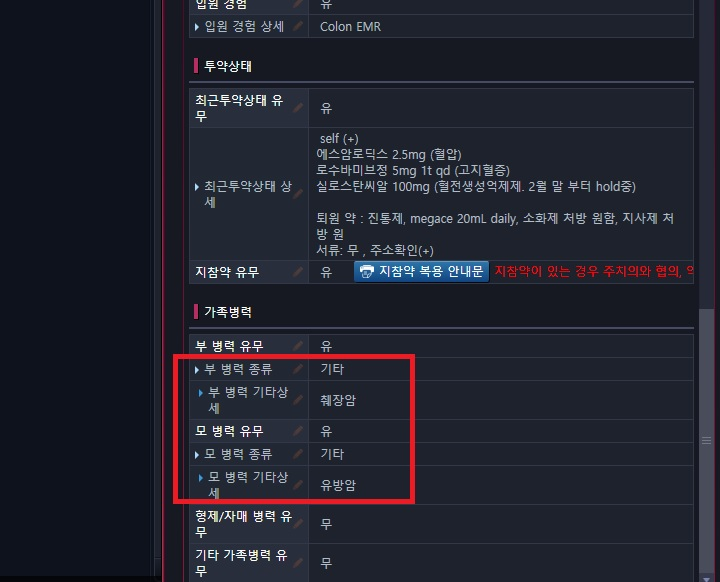 입원 경험 유
입원 경험 상세 Colon EMR
투약상태
최근투약상태 유
무 유
self (+)
에스암로딕스 2.5mg (혈압)
로수바미브정 5mg 1t qd (고지혈증)
최근투약상태 상
세
실로스탄씨알 100mg (혈전생성억제제. 2월 말 부터 hold중)
퇴원 약 : 진통제, megace 20mL daily, 소화제 처방 원함, 지사제 처
방 원
서류: 무 , 주소확인(+)
지참약 유무 유 지참약 복용 안내문 지참약이 있는 경우 주치의와 협의,
가족병력
부 병력 유무 유
부 병력 종류 기타
부 병력 기타상
세 췌장암
모 병력 유무 유
모 병력 종류 기타
모 병력 기타상
세 유방암
형제/자매 병력 유
무 무
기타 가족병력 유
무 무